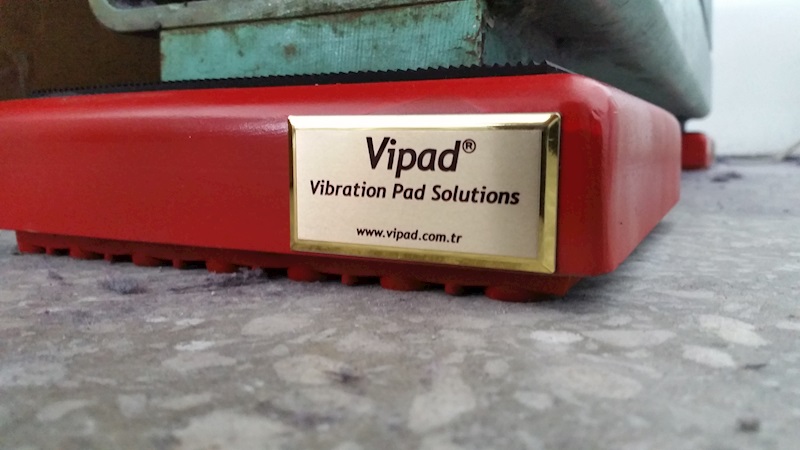 Vipad®
Vibration Pad Solutions
www.vipad.com.tr